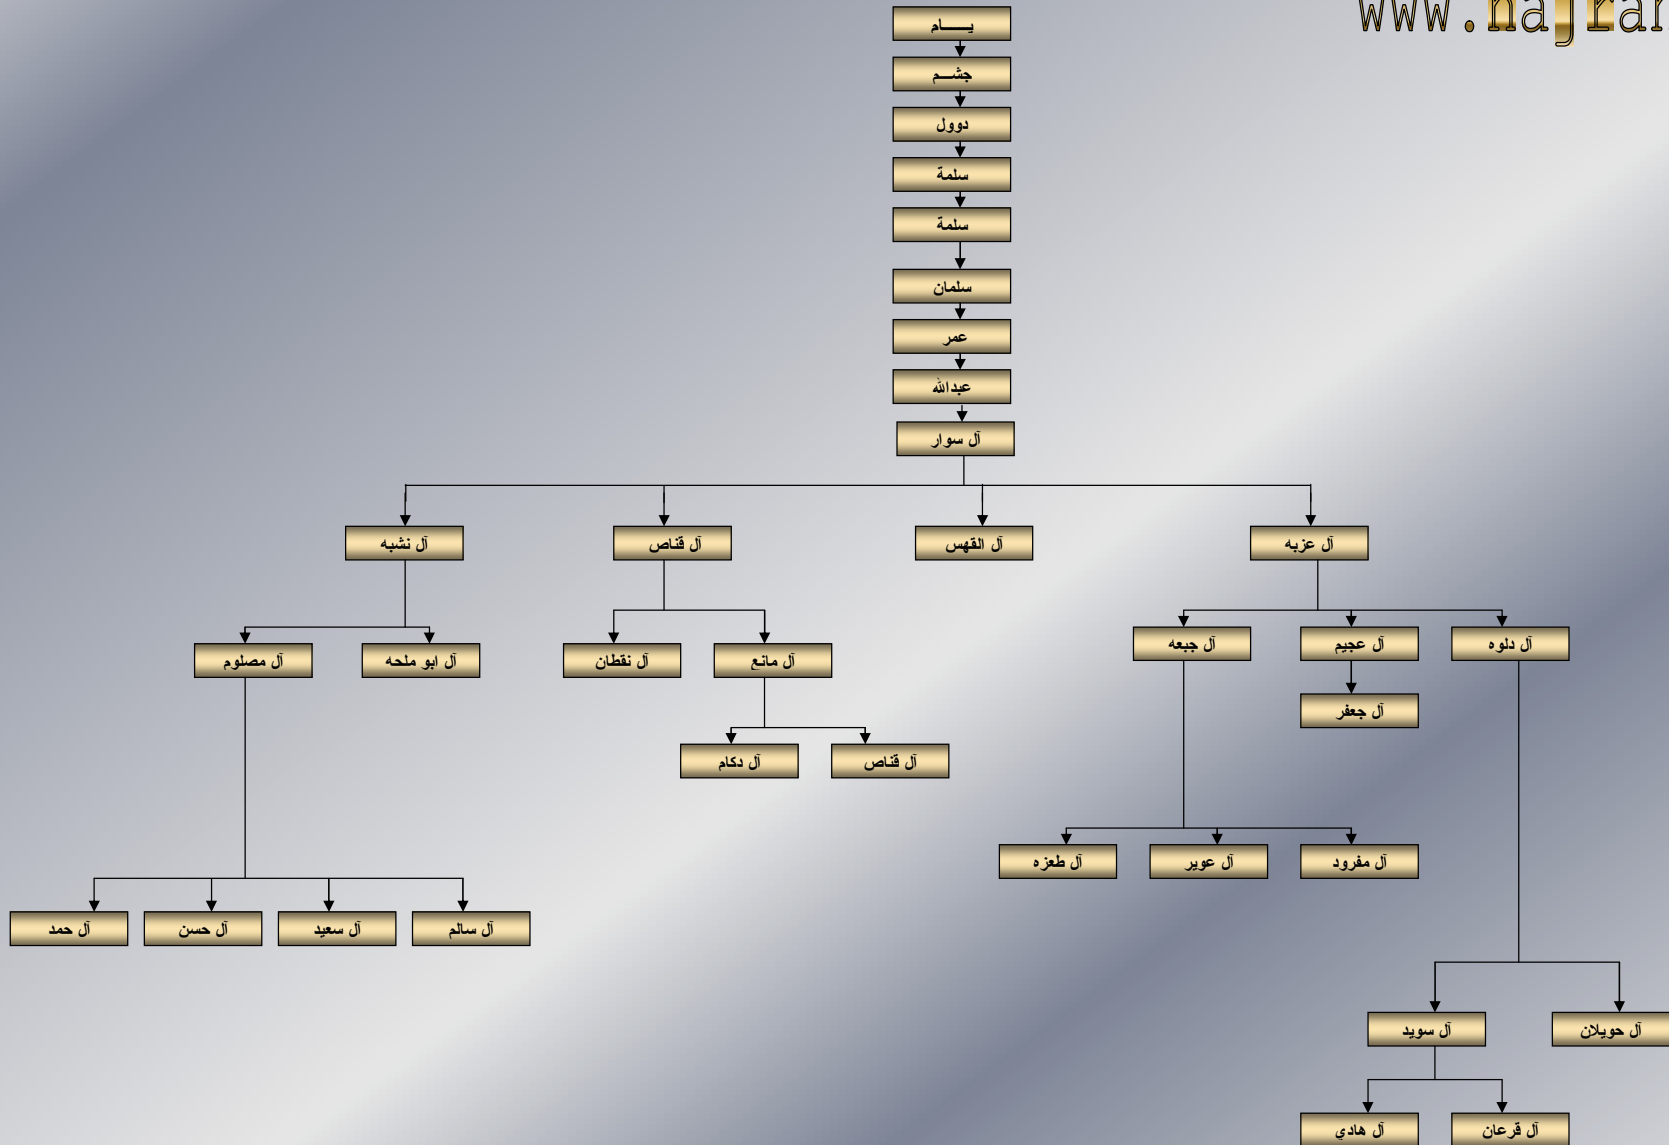 www.najran
يـــام
جشــم
دوول
سلمة
سلمة
سلمان
عمر
عبدالله
آل سوار
آل عزبه
آل القهس
آل قناص
آل نشبه
آل دلوه
آل عجيم
آل جبعه
آل مانع
آل نقطان
آل ابو ملحه
آل مصلوم
آل جعفر
آل قناص
آل دكام
آل مفرود
آل عوير
آل طعزه
آل سالم
آل سعيد
آل حسن
آل حمد
آل حويلان
آل سويد
آل قرعان
آل هادي